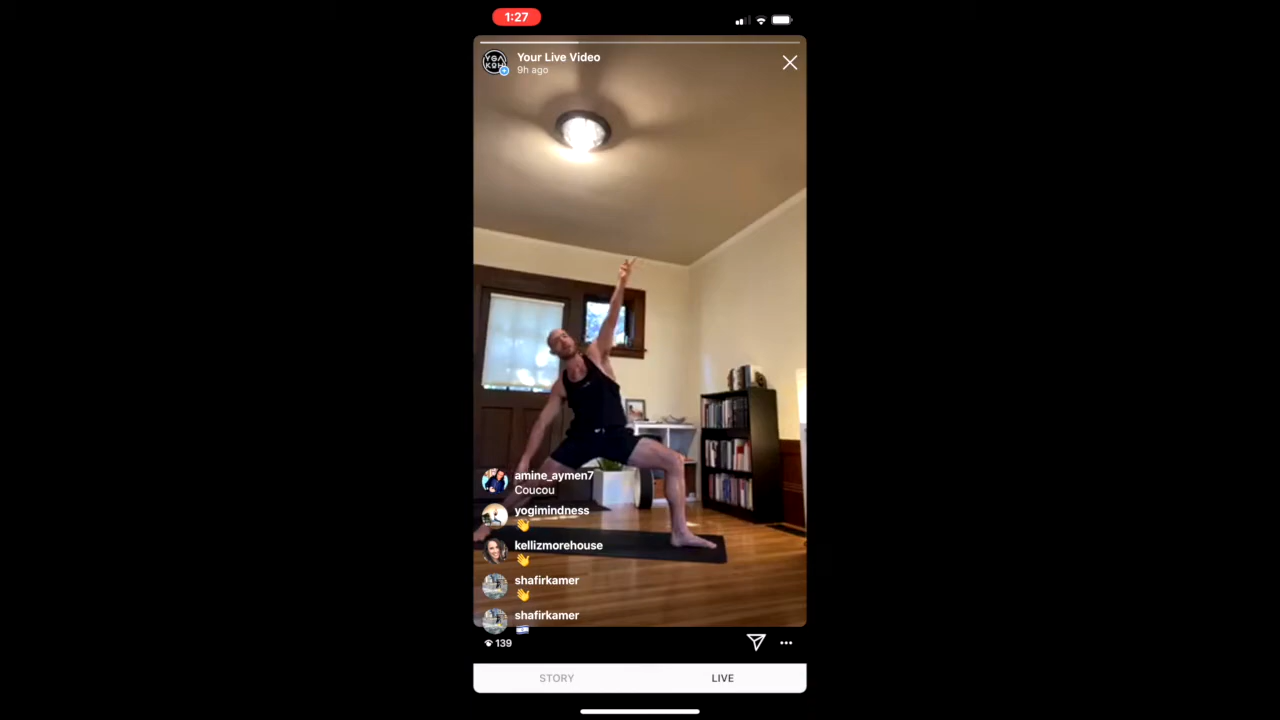 1:27
Your Live Video
9h ago
amine_aymen7
Coucou
yogimindness
👋
kellizmorehouse
👋
shafirkamer
👋
shafirkamer
🇮🇱
139
STORY
LIVE